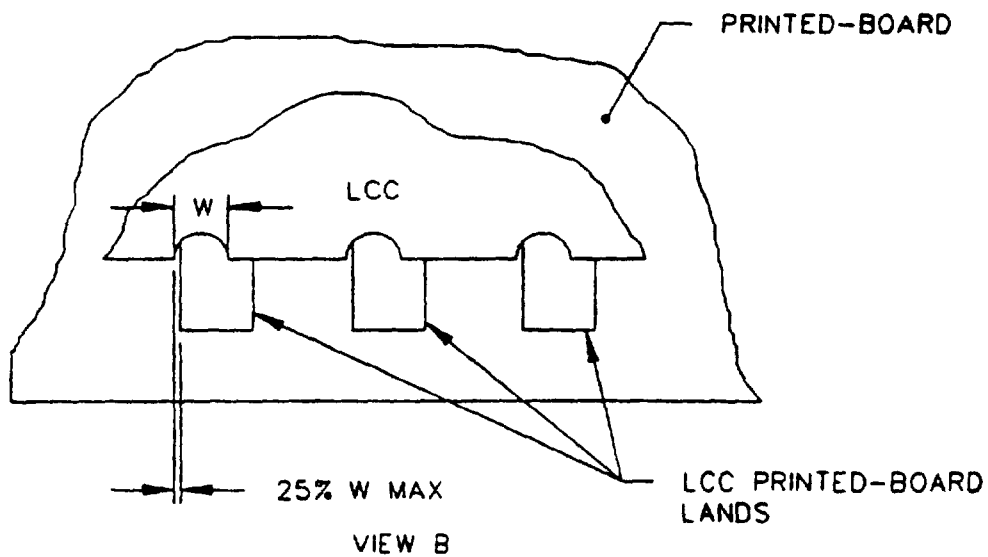 PRINTED-BOARD
W
LCC
25% W MAX
LCC PRINTED-BOARD
LANDS
VIEW B